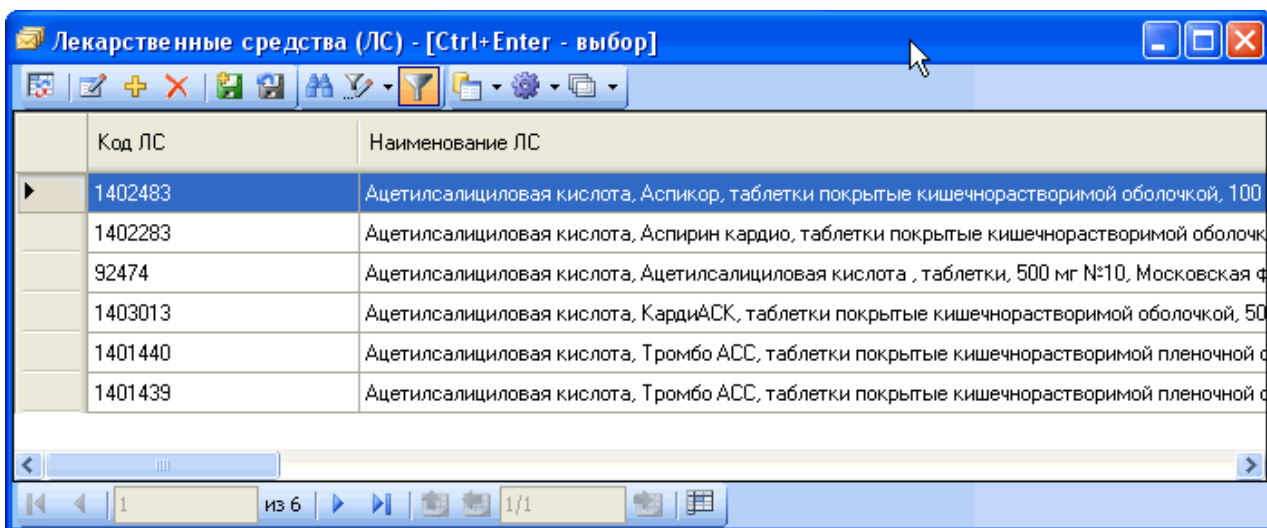 Лекарственные средства (ЛС) - [Ctrl+Enter - выбор]
Код ЛС Наименование ЛС
1402483 Ацетилсалициловая кислота, Аспикор, таблетки покрытые кишечнорастворимой оболочкой, 100
1402283 Ацетилсалициловая кислота, Аспирин кардио, таблетки покрытые кишечнорастворимой оболочк
92474 Ацетилсалициловая кислота, Ацетилсалициловая кислота , таблетки, 500 мг №10, Московская ф
1403013 Ацетилсалициловая кислота, КардиАСК, таблетки покрытые кишечнорастворимой оболочкой, 50
1401440 Ацетилсалициловая кислота, Тромбо АСС, таблетки покрытые кишечнорастворимой пленочной о
1401439 Ацетилсалициловая кислота, Тромбо АСС, таблетки покрытые кишечнорастворимой пленочной о
1 из 6 1/1